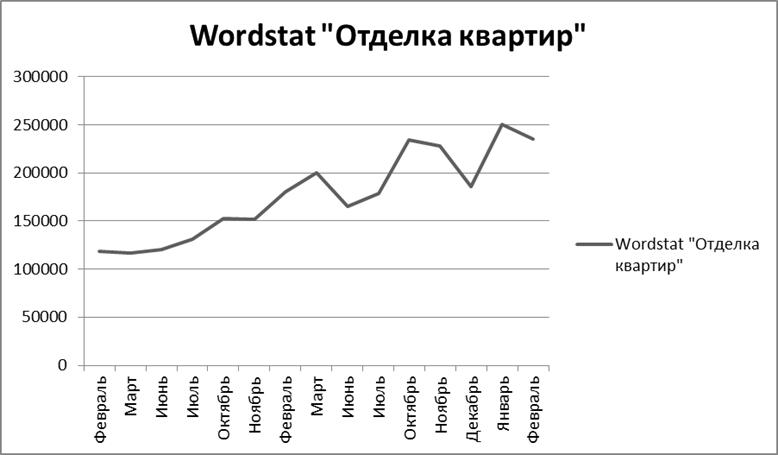 Wordstat "Отделка квартир"
300000
250000
200000
150000
100000
50000
0
Февраль
Март
Июнь
Июль
Октябрь
Ноябрь
Февраль
Март
Июнь
Июль
Октябрь
Ноябрь
Декабрь
Январь
Февраль
Wordstat "Отделка
квартир"